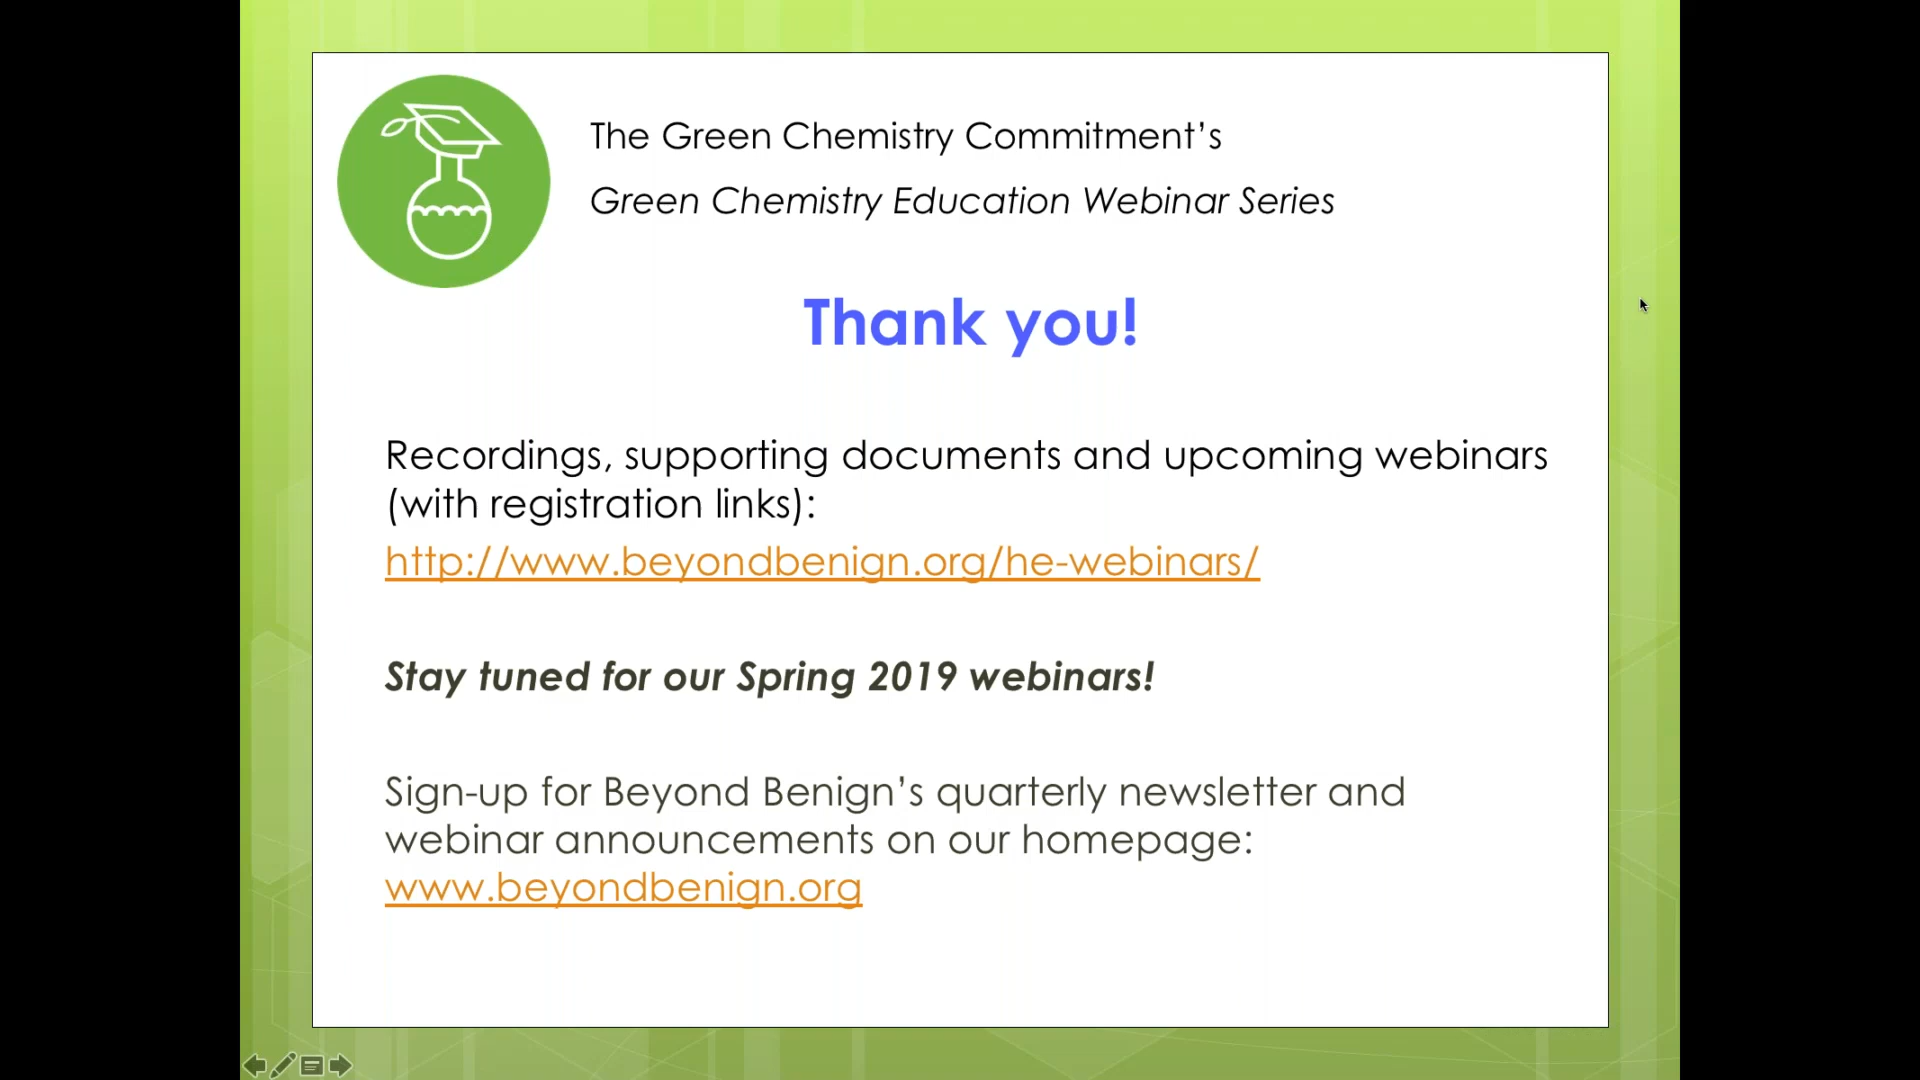 The Green Chemistry Commitment’s
Green Chemistry Education Webinar Series
Thank you!
Recordings, supporting documents and upcoming webinars
(with registration links):
http://www.beyondbenign.org/he-webinars/
Stay tuned for our Spring 2019 webinars!
Sign-up for Beyond Benign’s quarterly newsletter and
webinar announcements on our homepage:
www.beyondbenign.org